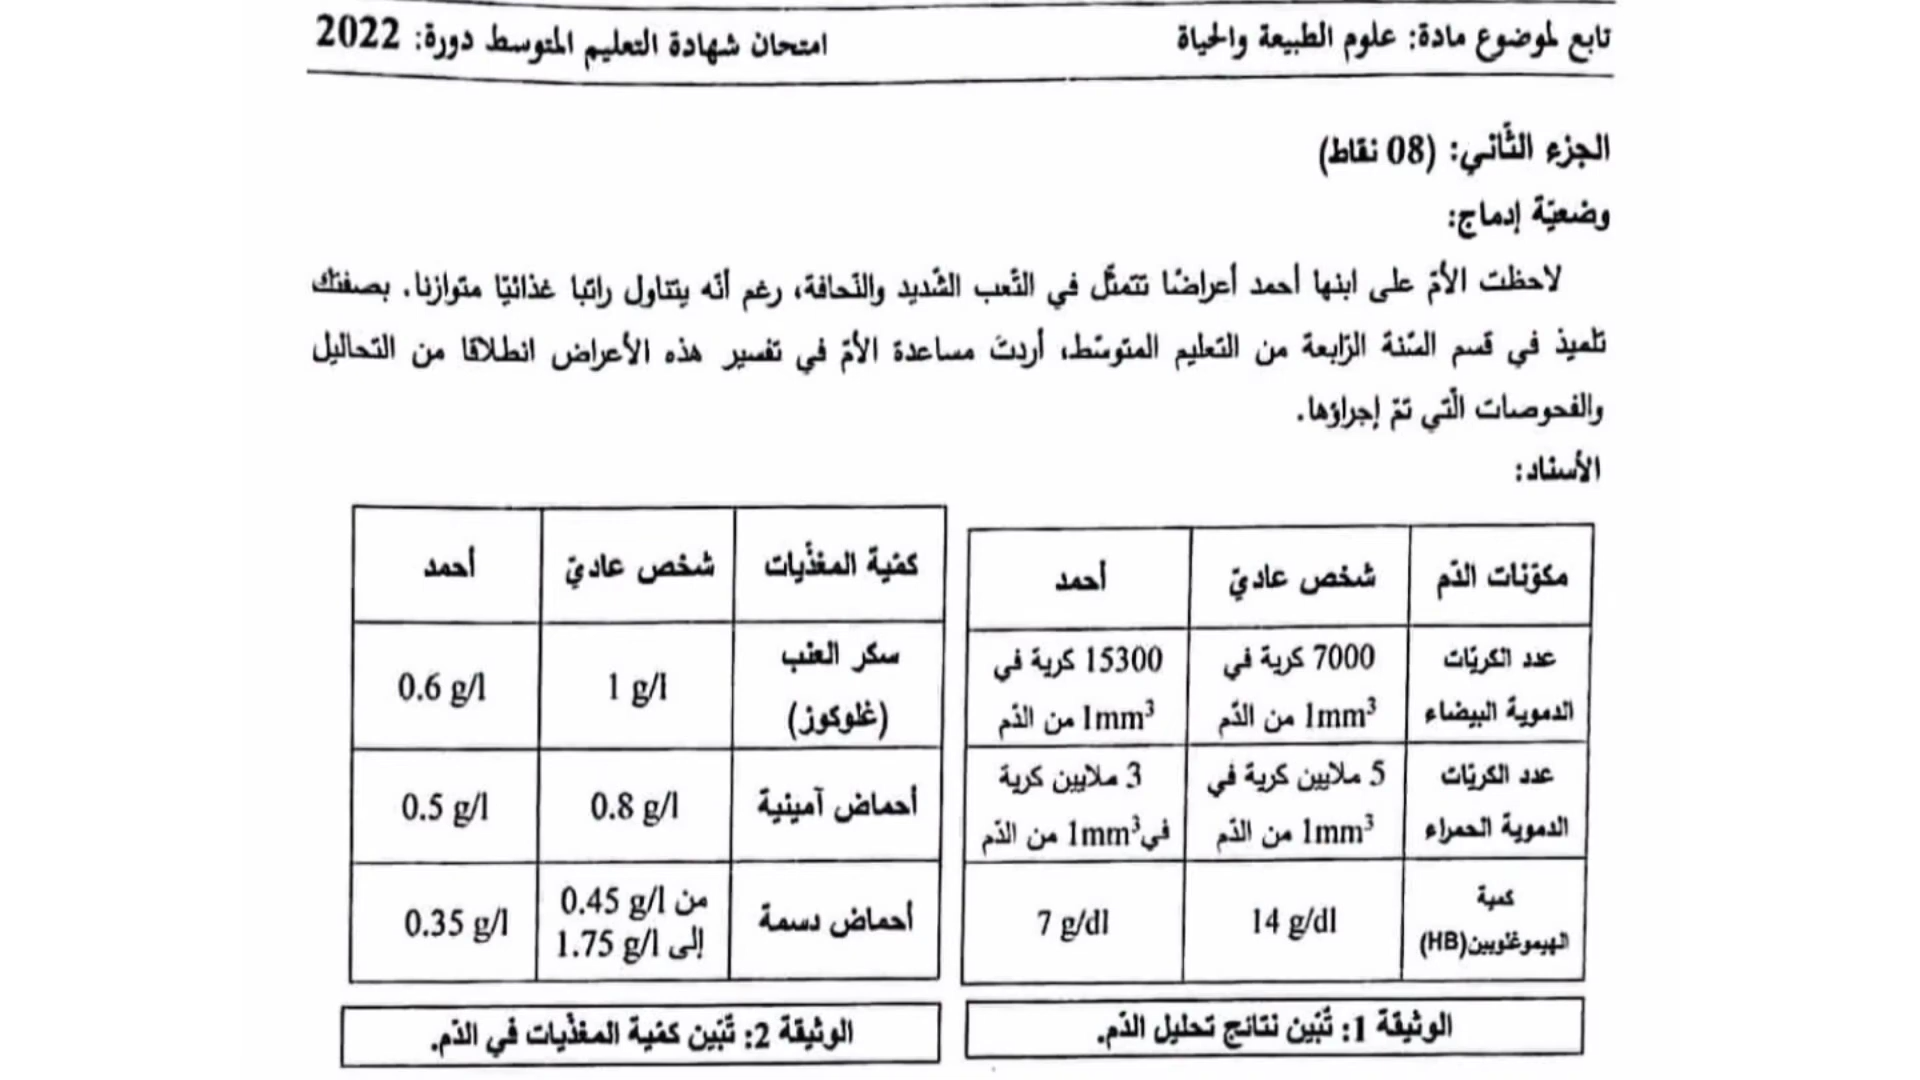 تابع لموضوع مادة: علوم الطبيعة والحياة
امتحان شهادة التعليم المتوسط دورة: 2022
الجزء الثّاني: (08 نقاط)
وضعيّة إدماج:
لاحظت الأمّ على ابنها أحمد أعراضًا تتمثّل في التّعب الشّديد والنّحافة، رغم أنّه يتناول راتبا غذائيّا متوازنا. بصفتك
تلميذ في قسم السّنة الرّابعة من التعليم المتوسّط، أردتَ مساعدة الأمّ في تفسير هذه الأعراض انطلاقا من التحاليل
والفحوصات الّتي تمّ إجراؤها.
الأسناد:
مكوّنات الدّم
شخص عاديّ
أحمد
عدد الكريّات
الدموية البيضاء
7000 كرية في
1mm³ من الدّم
15300 كرية في
1mm³ من الدّم
عدد الكريّات
الدموية الحمراء
5 ملايين كرية في
1mm³ من الدّم
3 ملايين كرية
في 1mm³ من الدّم
كمية
الهيموغلوبين(HB)
14 g/dl
7 g/dl
الوثيقة 1: تُبيّن نتائج تحليل الدّم.
كميّة المغذّيات
شخص عاديّ
أحمد
سكر العنب
(غلوكوز)
1 g/l
0.6 g/l
أحماض آمينية
0.8 g/l
0.5 g/l
أحماض دسمة
من 0.45 g/l
إلى 1.75 g/l
0.35 g/l
الوثيقة 2: تُبيّن كميّة المغذّيات في الدّم.